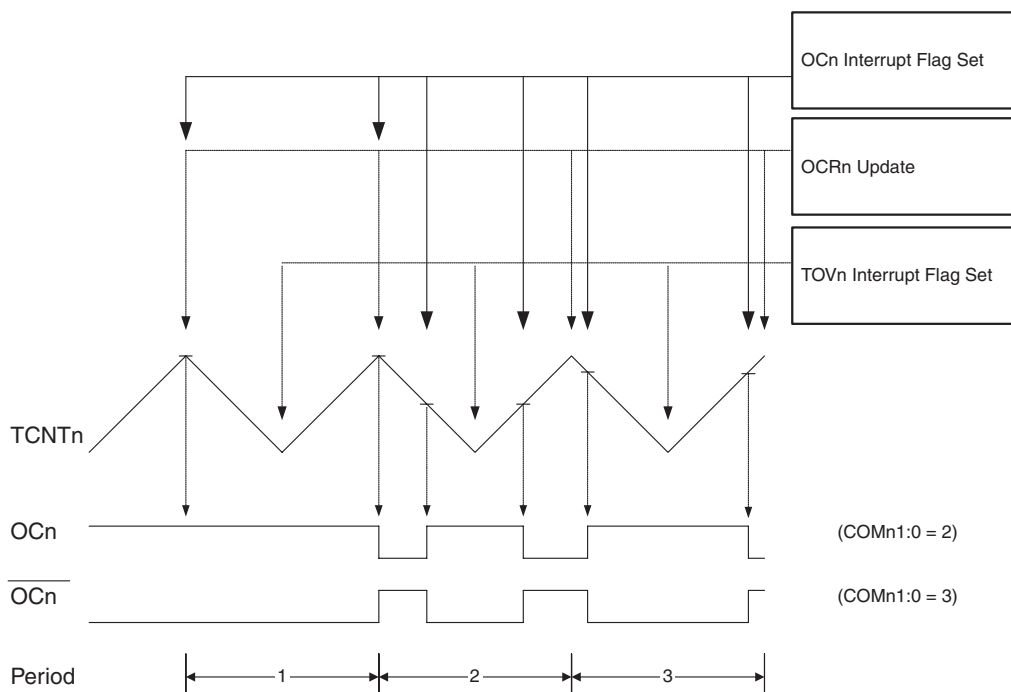 OCn Interrupt Flag Set
OCRn Update
TOVn Interrupt Flag Set
TCNTn
OCn (COMn1:0 = 2)
OCn (COMn1:0 = 3)
Period 1 2 3